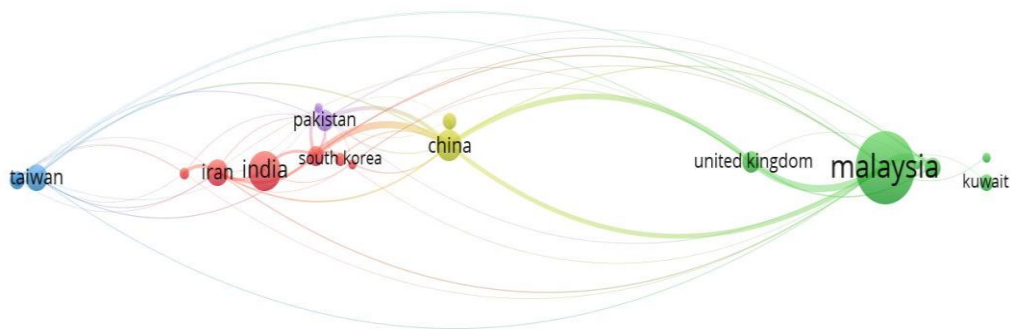 taiwan
iran
india
pakistan
south korea
china
united kingdom
malaysia
kuwait